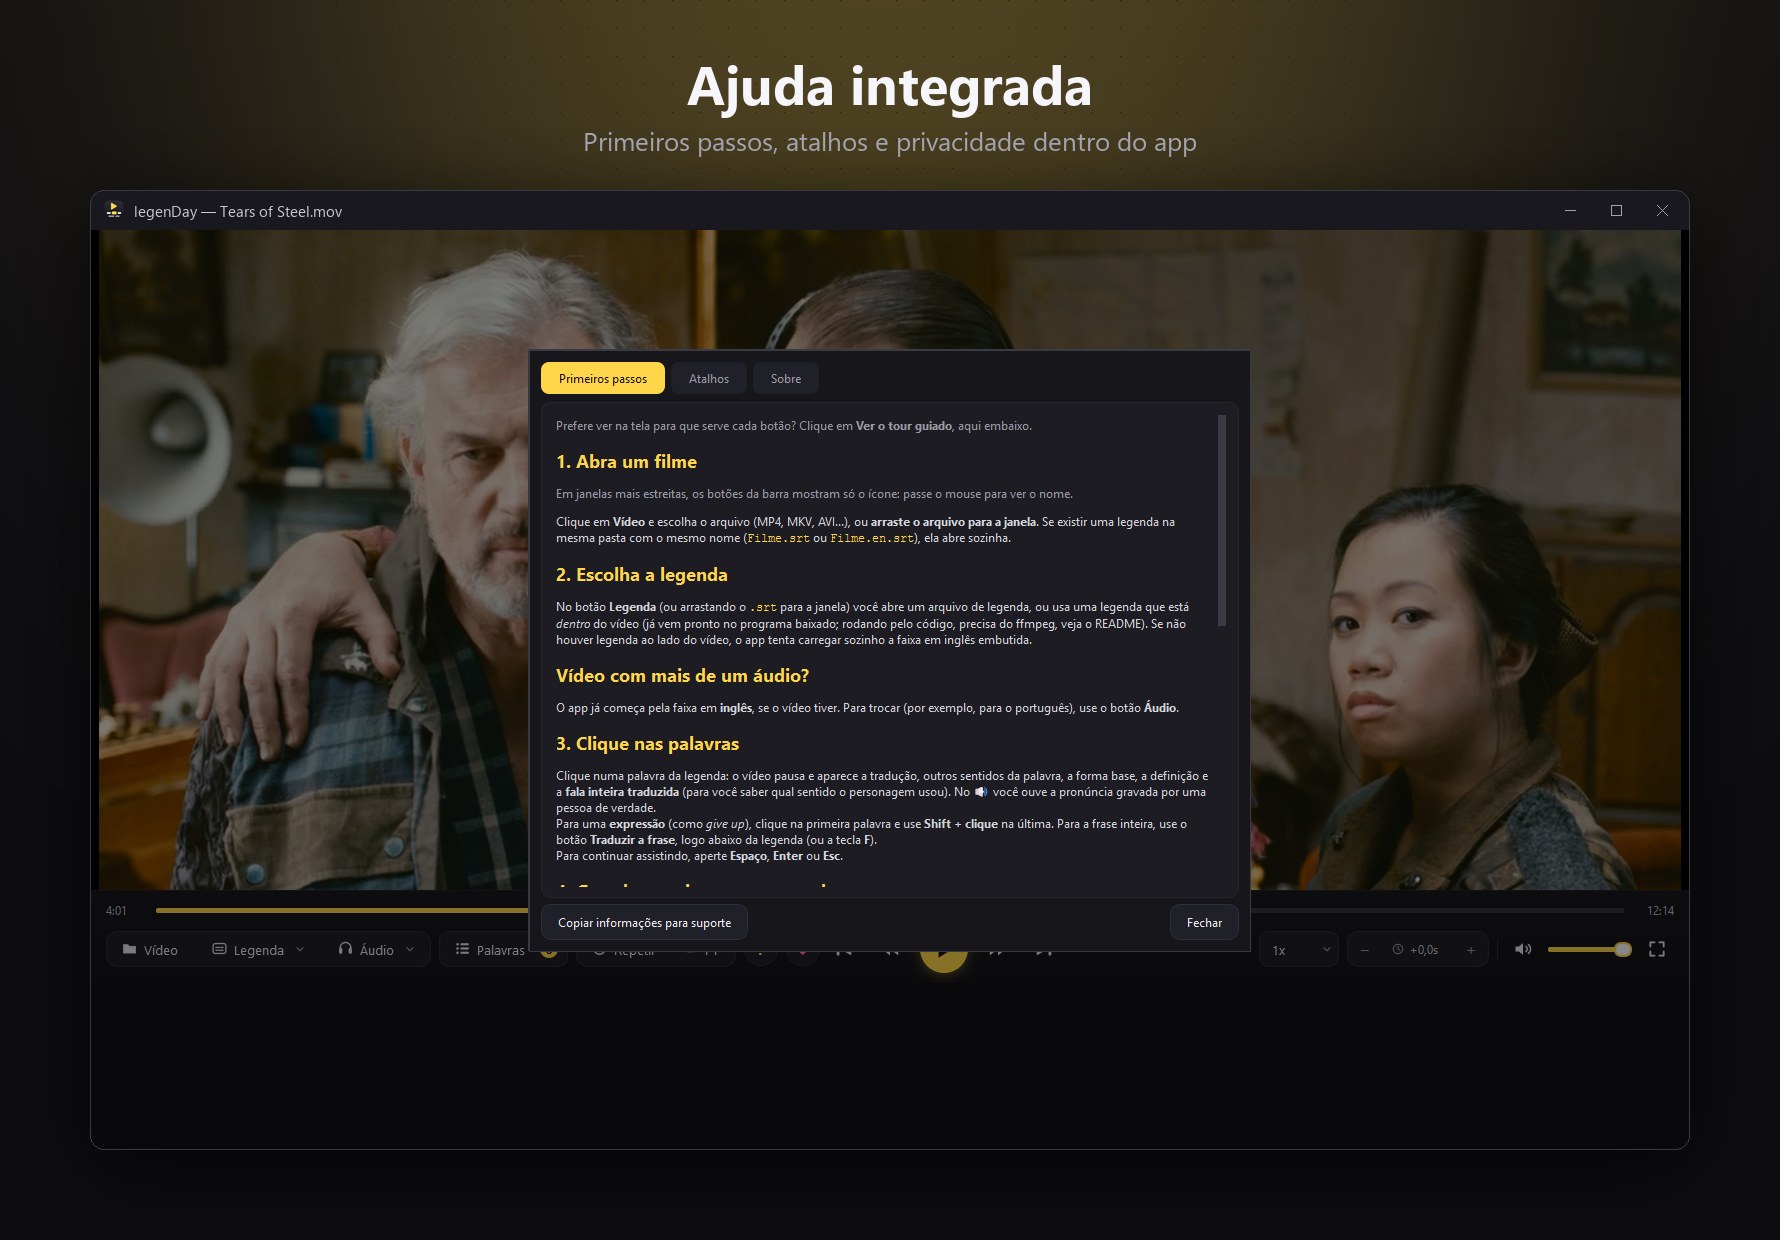 Ajuda integrada
Primeiros passos, atalhos e privacidade dentro do app
legenDay — Tears of Steel.mov
Primeiros passos
Atalhos
Sobre
Prefere ver na tela para que serve cada botão? Clique em Ver o tour guiado, aqui embaixo.
1. Abra um filme
Em janelas mais estreitas, os botões da barra mostram só o ícone: passe o mouse para ver o nome.
Clique em Vídeo e escolha o arquivo (MP4, MKV, AVI...), ou arraste o arquivo para a janela. Se existir uma legenda na
mesma pasta com o mesmo nome (Filme.srt ou Filme.en.srt), ela abre sozinha.
2. Escolha a legenda
No botão Legenda (ou arrastando o .srt para a janela) você abre um arquivo de legenda, ou usa uma legenda que está
dentro do vídeo (já vem pronto no programa baixado; rodando pelo código, precisa do ffmpeg, veja o README). Se não
houver legenda ao lado do vídeo, o app tenta carregar sozinho a faixa em inglês embutida.
Vídeo com mais de um áudio?
O app já começa pela faixa em inglês, se o vídeo tiver. Para trocar (por exemplo, para o português), use o botão Áudio.
3. Clique nas palavras
Clique numa palavra da legenda: o vídeo pausa e aparece a tradução, outros sentidos da palavra, a forma base, a definição e
a fala inteira traduzida (para você saber qual sentido o personagem usou). No 🔊 você ouve a pronúncia gravada por uma
pessoa de verdade.
Para uma expressão (como give up), clique na primeira palavra e use Shift + clique na última. Para a frase inteira, use o
botão Traduzir a frase, logo abaixo da legenda (ou a tecla F).
Para continuar assistindo, aperte Espaço, Enter ou Esc.
Copiar informações para suporte
Fechar
4:01
12:14
Vídeo
Legenda
Áudio
Palavras
Repetir
1x
− +0,0s +